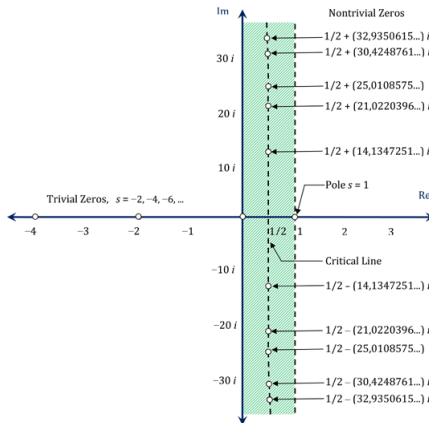 Im
Nontrivial Zeros
1/2 + (32,9350615...) i
1/2 + (30,4248761...) i
30 i
1/2 + (25,0108575...)
1/2 + (21,0220396...) i
20 i
1/2 + (14,1347251...) i
10 i
Pole s = 1
Trivial Zeros, s = −2, −4, −6, ...
Re
−4 −3 −2 −1 1/2 1 2 3
Critical Line
−10 i
1/2 − (14,1347251...) i
−20 i
1/2 − (21,0220396...) i
1/2 − (25,0108575...)
−30 i
1/2 − (30,4248761...) i
1/2 − (32,9350615...) i